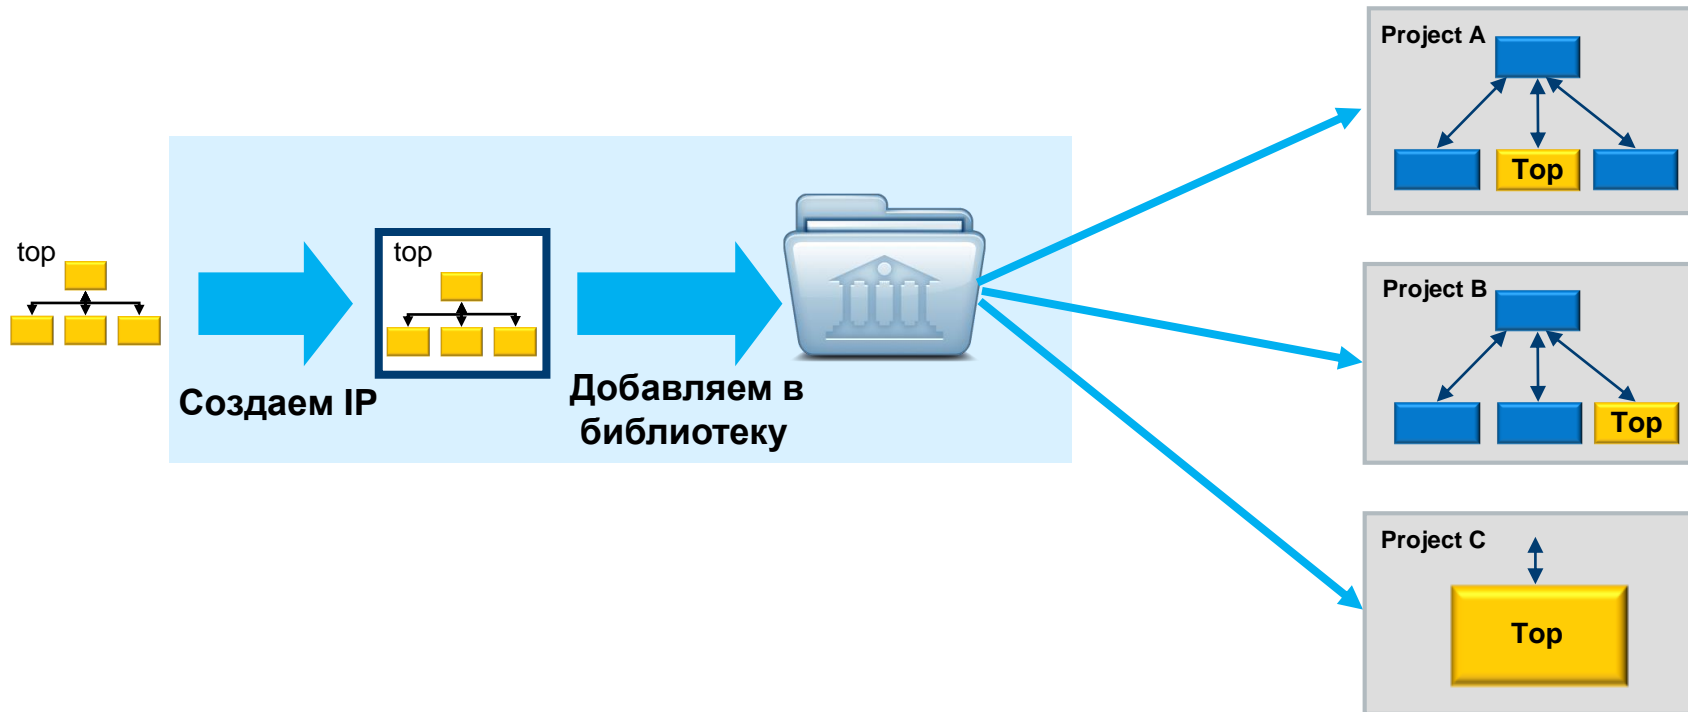 top
Создаем IP
top
Добавляем в
библиотеку
Project A
Top
Project B
Top
Project C
Top